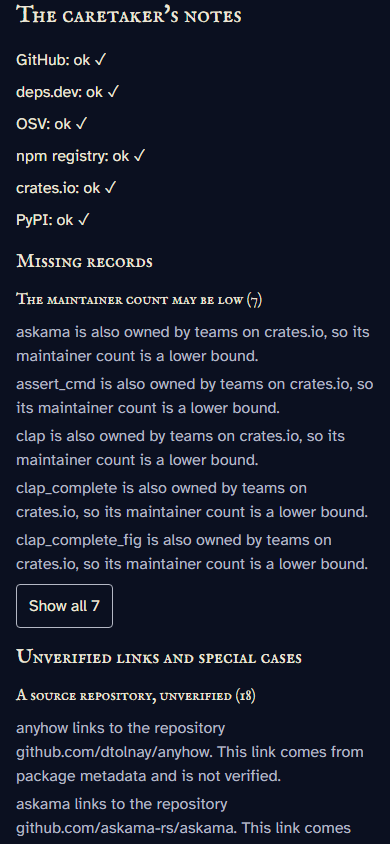 The caretaker's notes
GitHub: ok ✓
deps.dev: ok ✓
OSV: ok ✓
npm registry: ok ✓
crates.io: ok ✓
PyPI: ok ✓
Missing records
The maintainer count may be low (7)
askama is also owned by teams on crates.io, so its
maintainer count is a lower bound.
assert_cmd is also owned by teams on crates.io, so
its maintainer count is a lower bound.
clap is also owned by teams on crates.io, so its
maintainer count is a lower bound.
clap_complete is also owned by teams on
crates.io, so its maintainer count is a lower bound.
clap_complete_fig is also owned by teams on
crates.io, so its maintainer count is a lower bound.
Show all 7
Unverified links and special cases
A source repository, unverified (18)
anyhow links to the repository
github.com/dtolnay/anyhow. This link comes from
package metadata and is not verified.
askama links to the repository
github.com/askama-rs/askama. This link comes